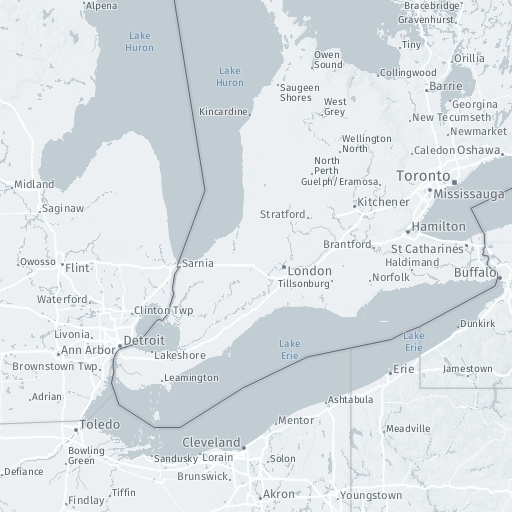 Alpena
Bracebridge
Gravenhurst
Lake
Huron
Tiny
Owen
Sound
Orillia
Lake
Huron
Collingwood
Saugeen
Shores
Barrie
West
Grey
Georgina
Kincardine
New Tecumseth
Newmarket
Wellington
North
Caledon
Oshawa
North
Perth
Toronto
Guelph/Eramosa
Midland
Mississauga
Saginaw
Kitchener
Stratford
Hamilton
Brantford
St Catharines
Owosso
Flint
Sarnia
London
Haldimand
Norfolk
Buffalo
Tillsonburg
Waterford
Clinton Twp
Dunkirk
Livonia
Detroit
Lake
Erie
Lake
Erie
Ann Arbor
Lakeshore
Brownstown Twp.
Leamington
Erie
Jamestown
Adrian
Ashtabula
Toledo
Mentor
Meadville
Cleveland
Bowling
Green
Sandusky
Lorain
Solon
Defiance
Brunswick
Tiffin
Akron
Youngstown
Findlay